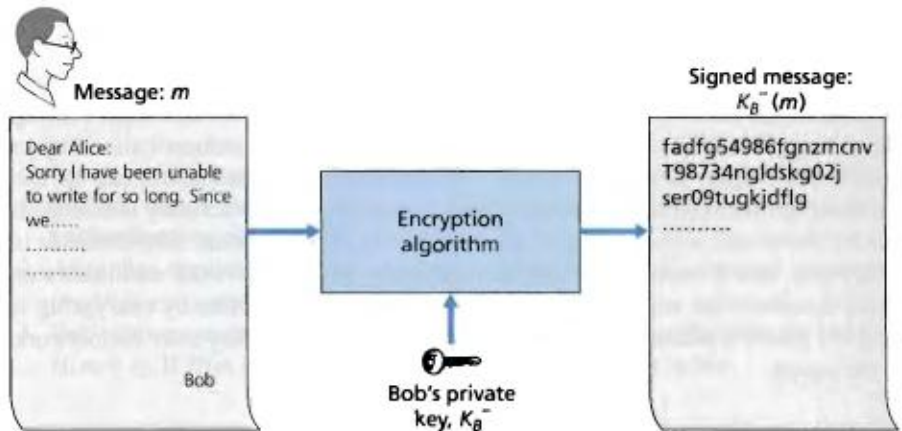 Message: m
Dear Alice:
Sorry I have been unable
to write for so long. Since
we.....
..........
..........
Bob
Encryption
algorithm
Bob's private
key, K_B^-
Signed message:
K_B^- (m)
fadfg54986fgnzmcnv
T98734ngldskg02j
ser09tugkjdflg
..........